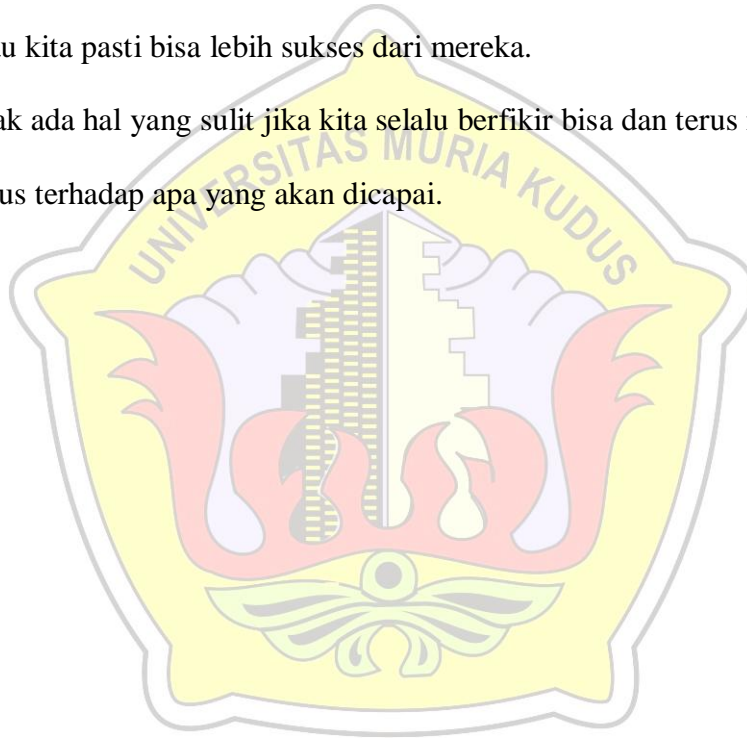 u kita pasti bisa lebih sukses dari mereka.
ak ada hal yang sulit jika kita selalu berfikir bisa dan terus
us terhadap apa yang akan dicapai.
UNIVERSITAS MURIA KUDUS